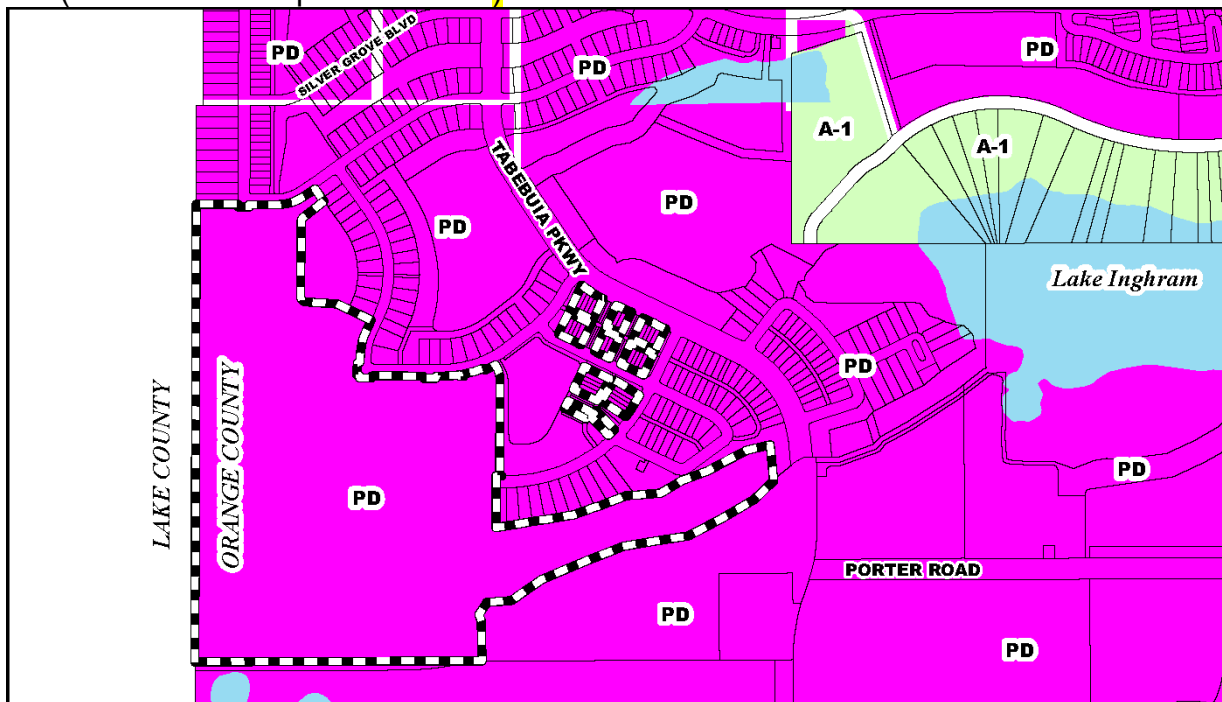 PD
SILVER GROVE BLVD
PD
PD
A-1
A-1
TABEBUIA PKWY
PD
PD
Lake Inghram
PD
LAKE COUNTY
ORANGE COUNTY
PD
PD
PORTER ROAD
PD
PD